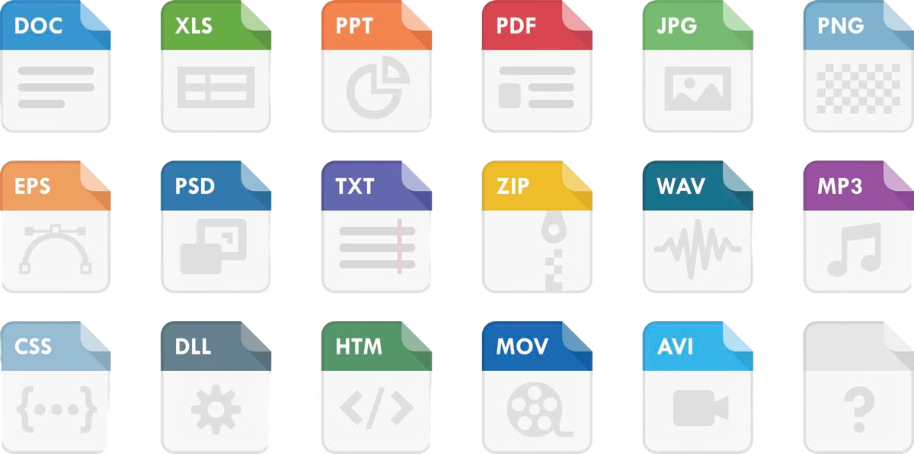 DOC XLS PPT PDF JPG PNG
EPS PSD TXT ZIP WAV MP3
CSS DLL HTM MOV AVI
{•••} </> ?